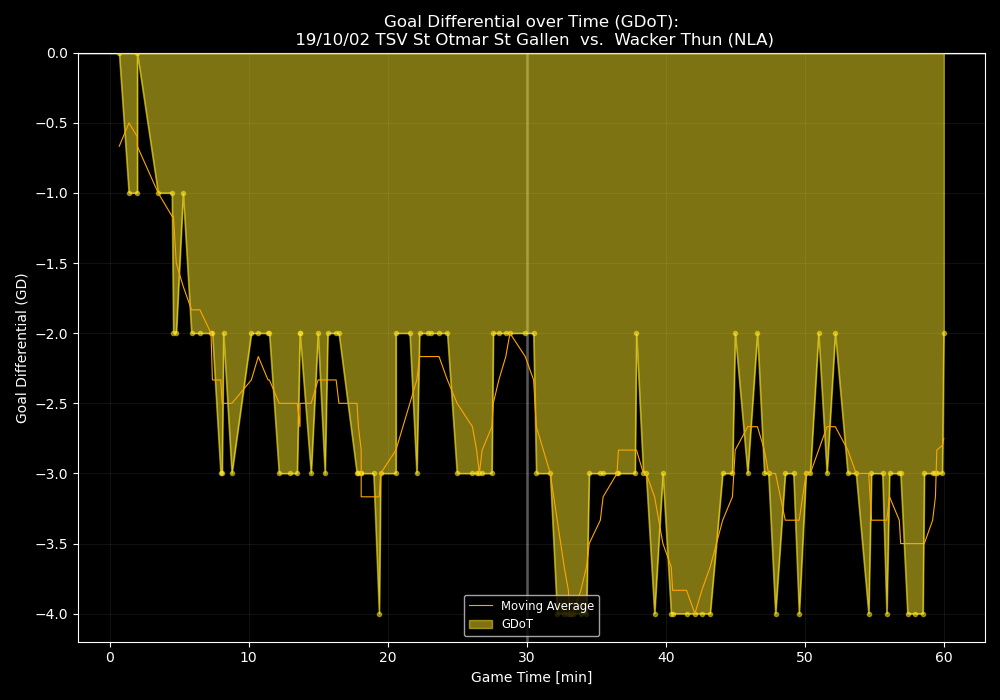 Goal Differential over Time (GDoT):
19/10/02 TSV St Otmar St Gallen  vs.  Wacker Thun (NLA)
0.0
−0.5
−1.0
−1.5
−2.0
−2.5
−3.0
−3.5
−4.0
Goal Differential (GD)
Moving Average
GDoT
0 10 20 30 40 50 60
Game Time [min]